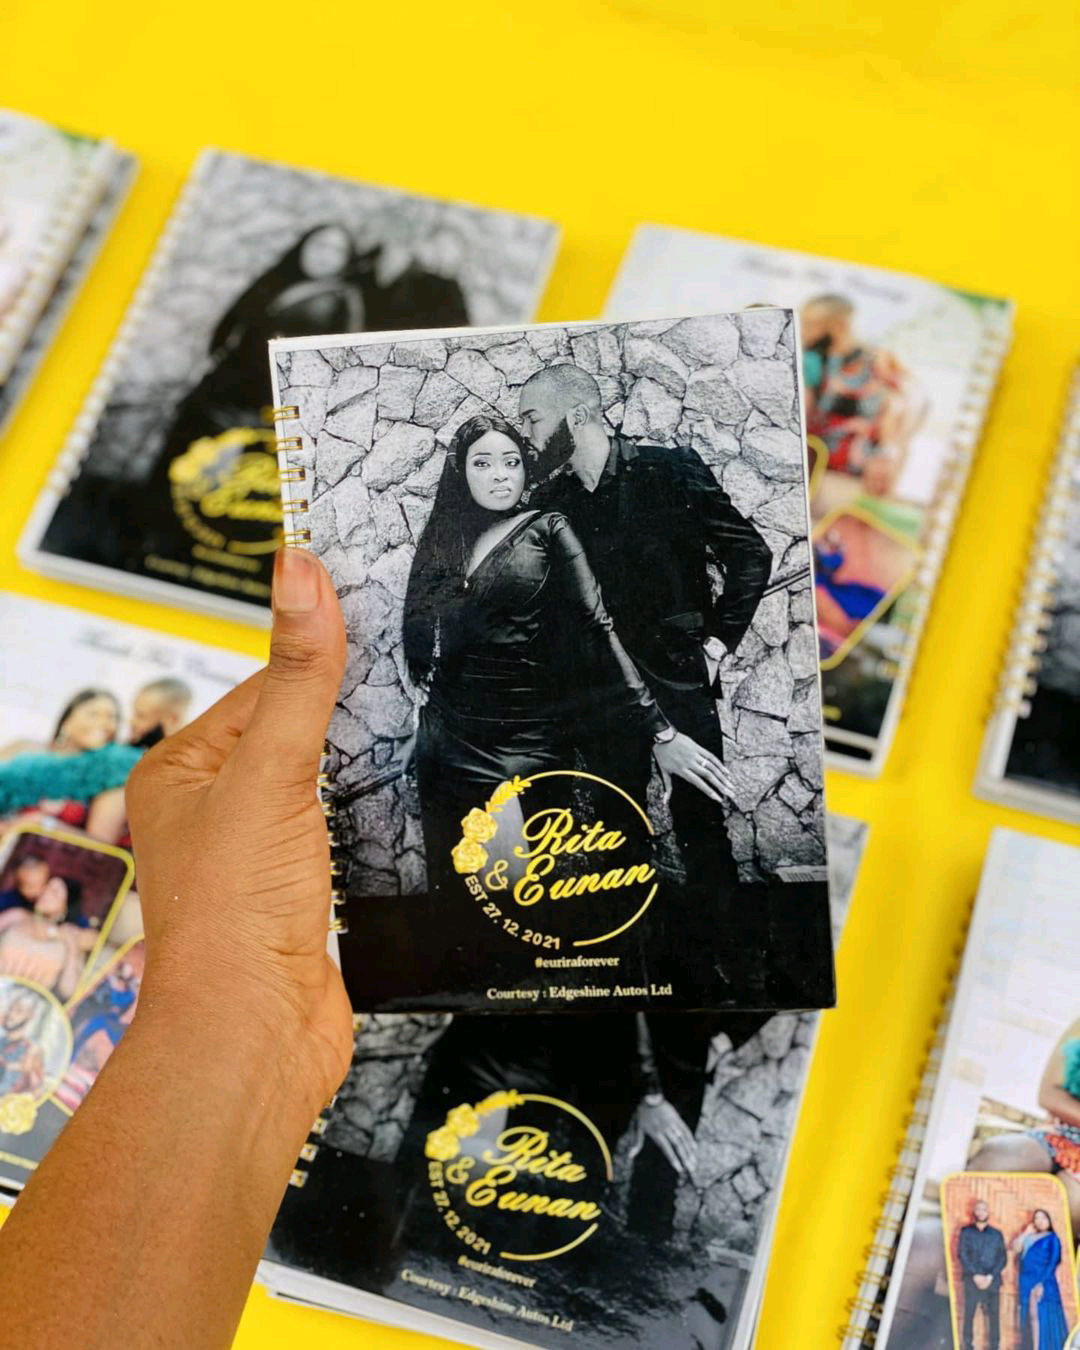 Rita
& Eunan
EST 27.12.2021
#euriraforever
Courtesy : Edgeshine Autos Ltd
Rita
& Eunan
EST 27.12.2021
#euriraforever
Courtesy : Edgeshine Autos Ltd